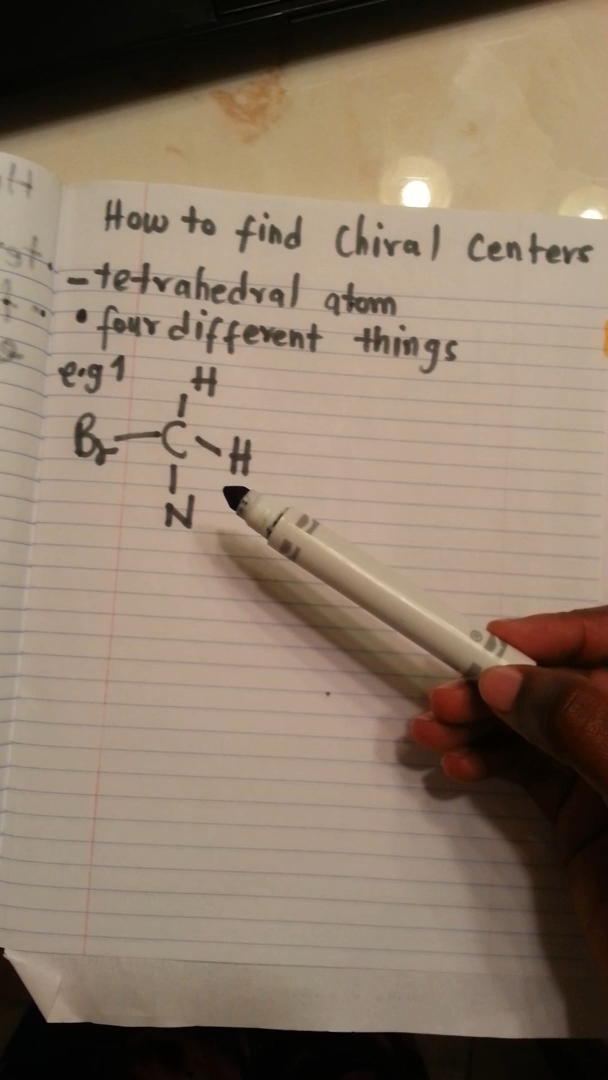 How to find Chiral Centers
- tetrahedral atom
• four different things
e.g 1
H
Br - C - H
N
H